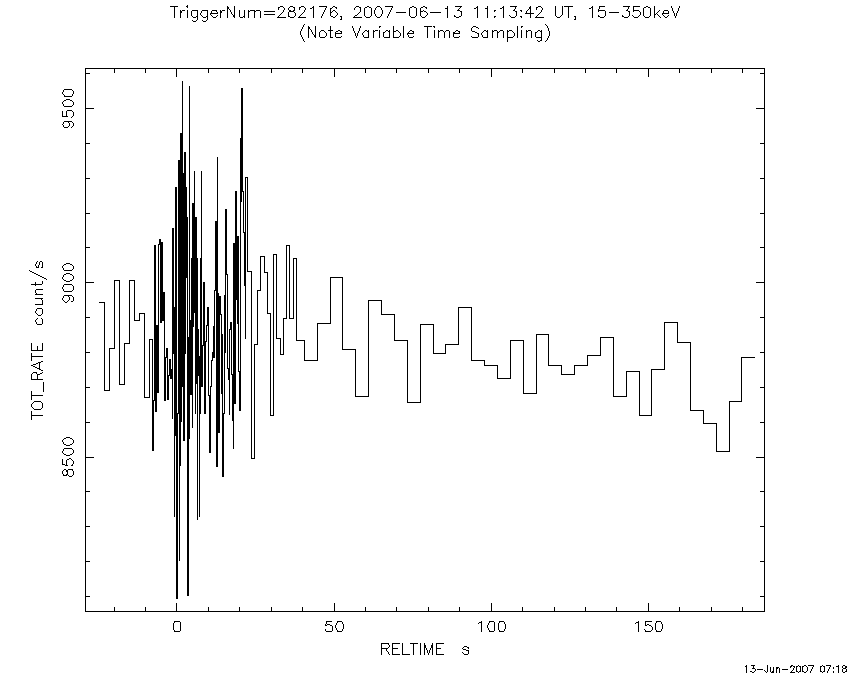 TriggerNum=282176, 2007-06-13 11:13:42 UT, 15-350keV
(Note Variable Time Sampling)
TOT_RATE count/s
9500
9000
8500
0 50 100 150
RELTIME s
13-Jun-2007 07:18